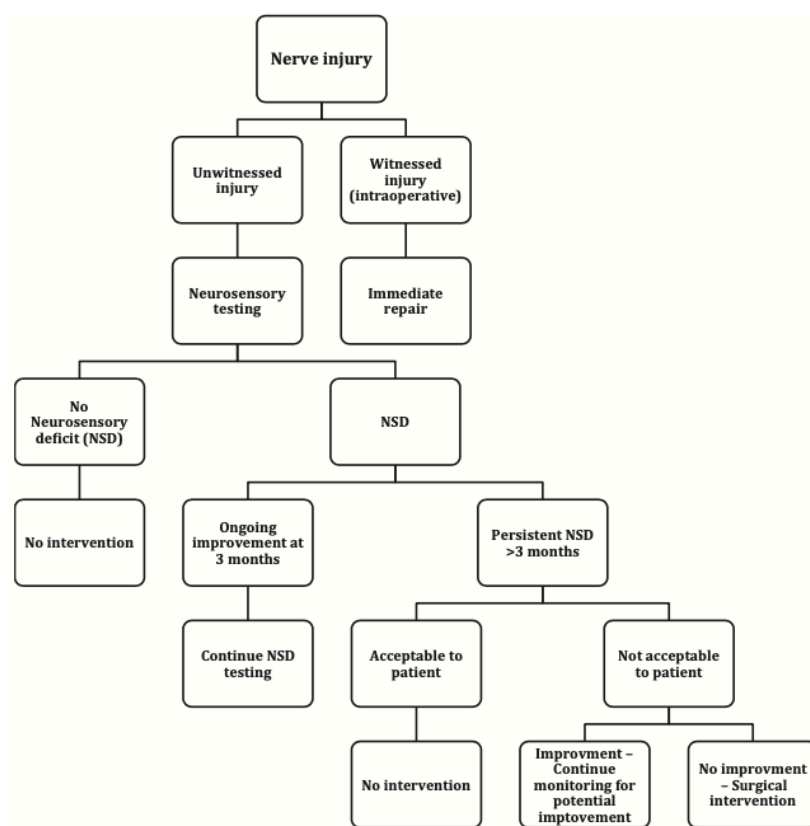 Nerve injury
Unwitnessed
injury
Witnessed
injury
(intraoperative)
Neurosensory
testing
Immediate
repair
No
Neurosensory
deficit (NSD)
NSD
No intervention
Ongoing
improvement at
3 months
Persistent NSD
>3 months
Continue NSD
testing
Acceptable to
patient
Not acceptable
to patient
No intervention
Improvment –
Continue
monitoring for
potential
imptovement
No improvment
– Surgical
intervention